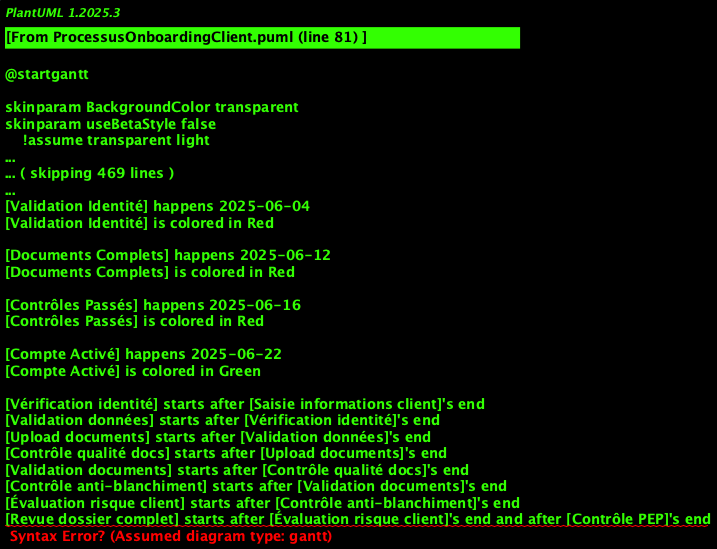 PlantUML 1.2025.3
[From ProcessusOnboardingClient.puml (line 81) ]
@startgantt
skinparam BackgroundColor transparent
skinparam useBetaStyle false
!assume transparent light
...
... ( skipping 469 lines )
...
[Validation Identité] happens 2025-06-04
[Validation Identité] is colored in Red
[Documents Complets] happens 2025-06-12
[Documents Complets] is colored in Red
[Contrôles Passés] happens 2025-06-16
[Contrôles Passés] is colored in Red
[Compte Activé] happens 2025-06-22
[Compte Activé] is colored in Green
[Vérification identité] starts after [Saisie informations client]'s end
[Validation données] starts after [Vérification identité]'s end
[Upload documents] starts after [Validation données]'s end
[Contrôle qualité docs] starts after [Upload documents]'s end
[Validation documents] starts after [Contrôle qualité docs]'s end
[Contrôle anti-blanchiment] starts after [Validation documents]'s end
[Évaluation risque client] starts after [Contrôle anti-blanchiment]'s end
[Revue dossier complet] starts after [Évaluation risque client]'s end and after [Contrôle PEP]'s end
Syntax Error? (Assumed diagram type: gantt)